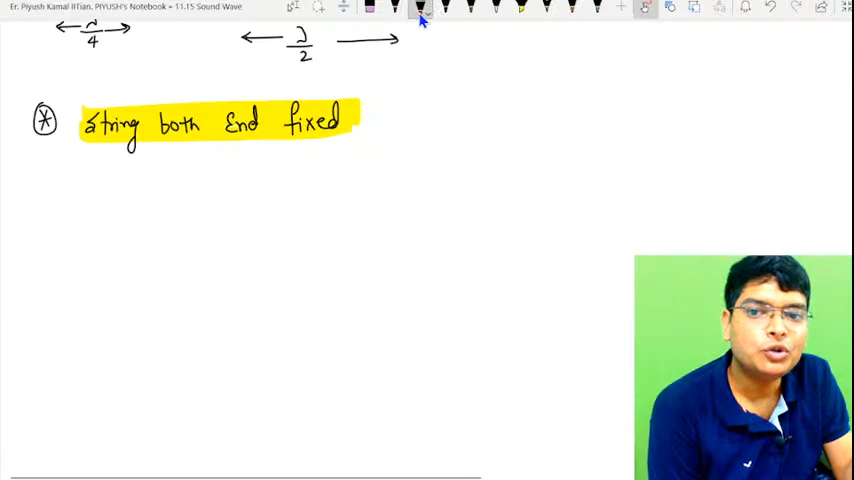 Er. Piyush Kamal IITian. PIYUSH's Notebook » 11.15 Sound Wave
λ/4
λ/2
* String both End fixed